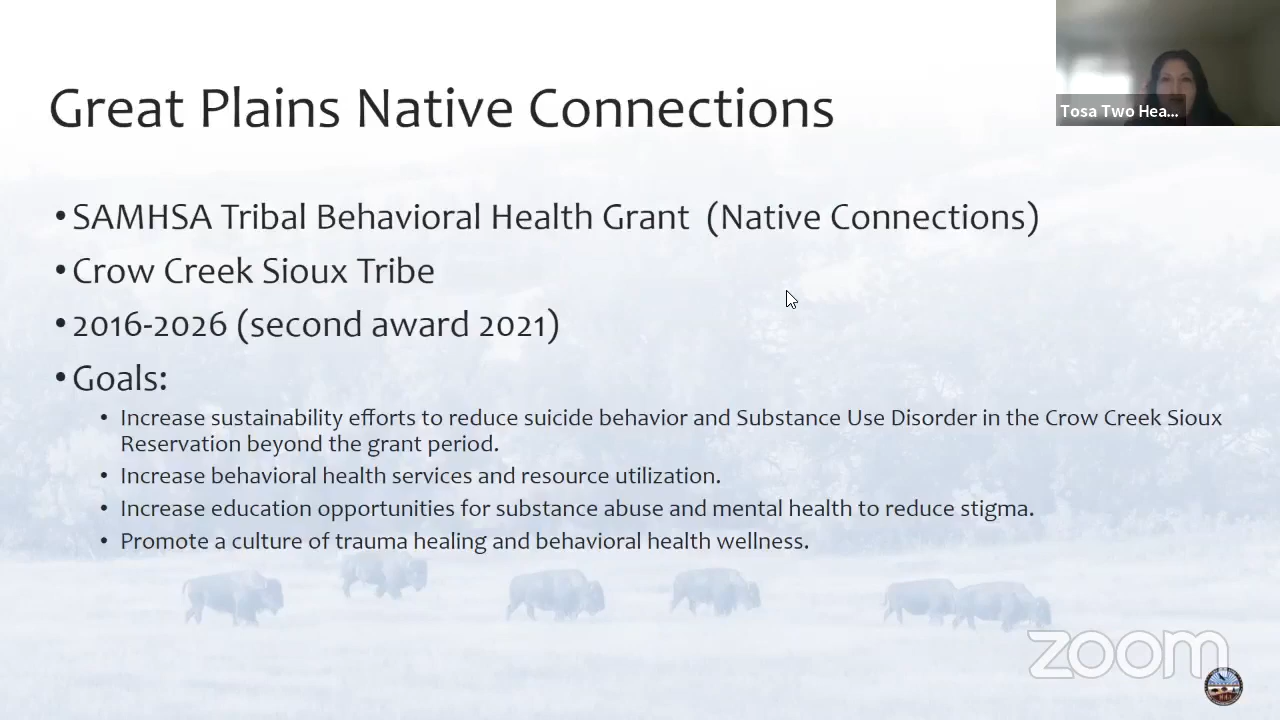 Great Plains Native Connections
Tosa Two Hea...
• SAMHSA Tribal Behavioral Health Grant (Native Connections)
• Crow Creek Sioux Tribe
• 2016-2026 (second award 2021)
• Goals:
• Increase sustainability efforts to reduce suicide behavior and Substance Use Disorder in the Crow Creek Sioux
Reservation beyond the grant period.
• Increase behavioral health services and resource utilization.
• Increase education opportunities for substance abuse and mental health to reduce stigma.
• Promote a culture of trauma healing and behavioral health wellness.
zoom